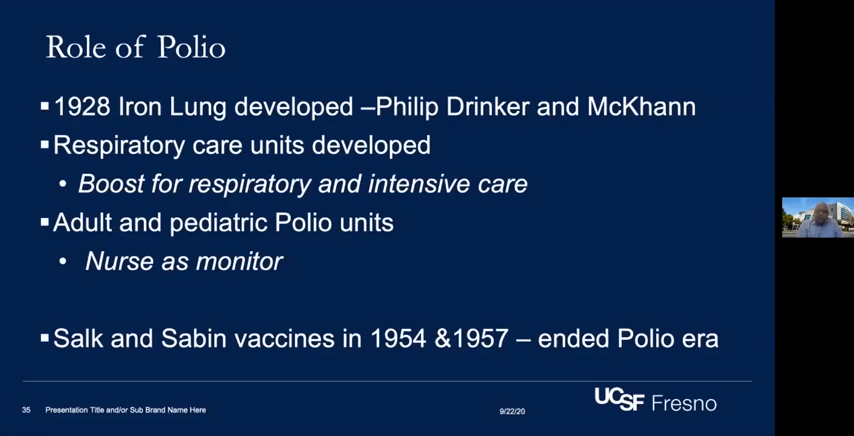 Role of Polio
▪1928 Iron Lung developed –Philip Drinker and McKhann
▪Respiratory care units developed
• Boost for respiratory and intensive care
▪Adult and pediatric Polio units
• Nurse as monitor
▪Salk and Sabin vaccines in 1954 &1957 – ended Polio era
35 Presentation Title and/or Sub Brand Name Here
9/22/20
UCSF Fresno